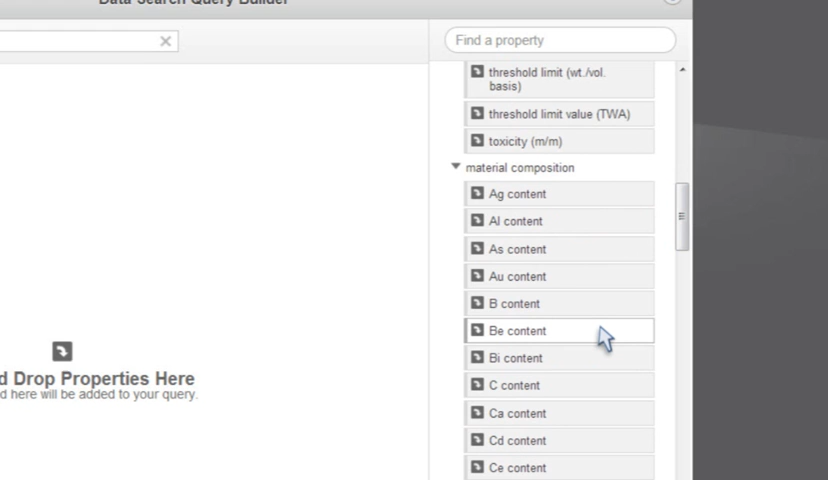 Data Search Query Builder
Find a property
threshold limit (wt./vol.
basis)
threshold limit value (TWA)
toxicity (m/m)
material composition
Ag content
Al content
As content
Au content
B content
Be content
Bi content
C content
Ca content
Cd content
Ce content
d Drop Properties Here
d here will be added to your query.